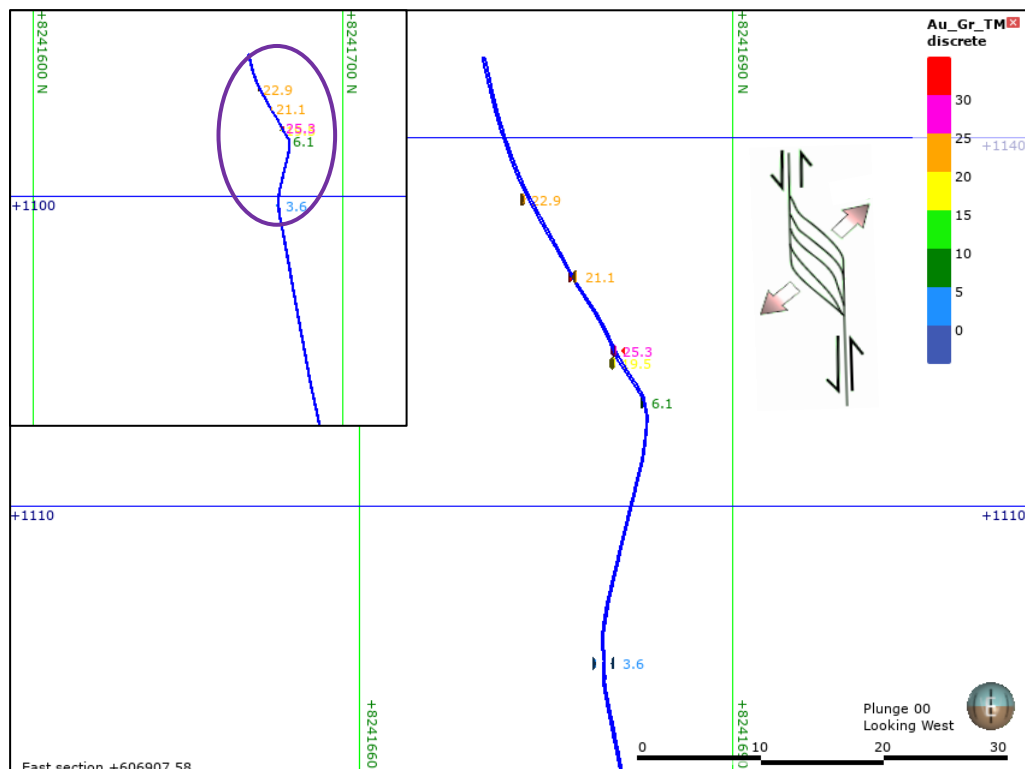 +8241600 N
+8241700 N
22.9
21.1
25.3
6.1
+1100
3.6
+8241690 N
+1140
22.9
21.1
25.3
6.1
+1110
+1110
3.6
+8241660
+8241690 N
Au_Gr_TM
discrete
30
25
20
15
10
5
0
Plunge 00
Looking West
0
10
20
30
East section +606907.58